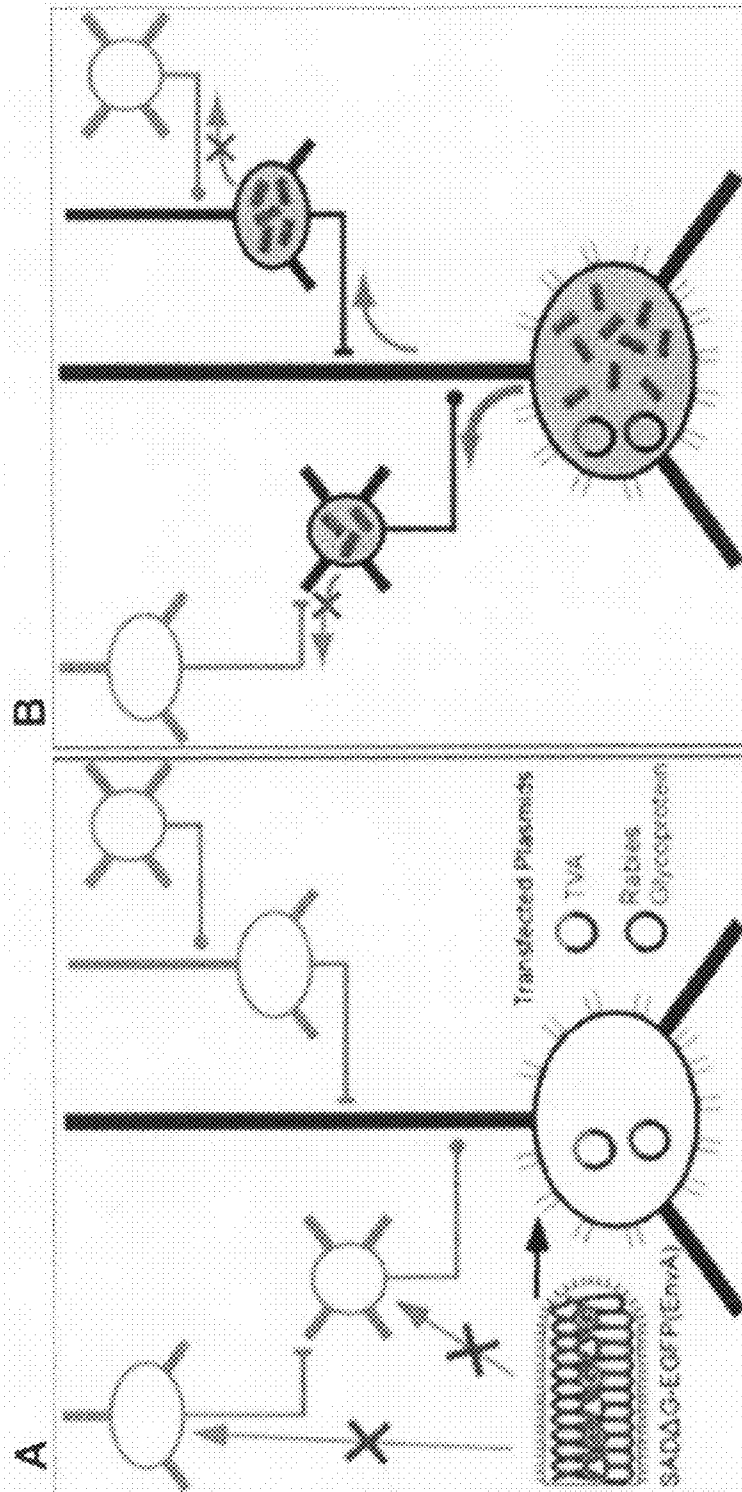 A
SADΔG-EGFP(EnvA)
Transfected Plasmids
TVA
Rabies
Glycoprotein
B